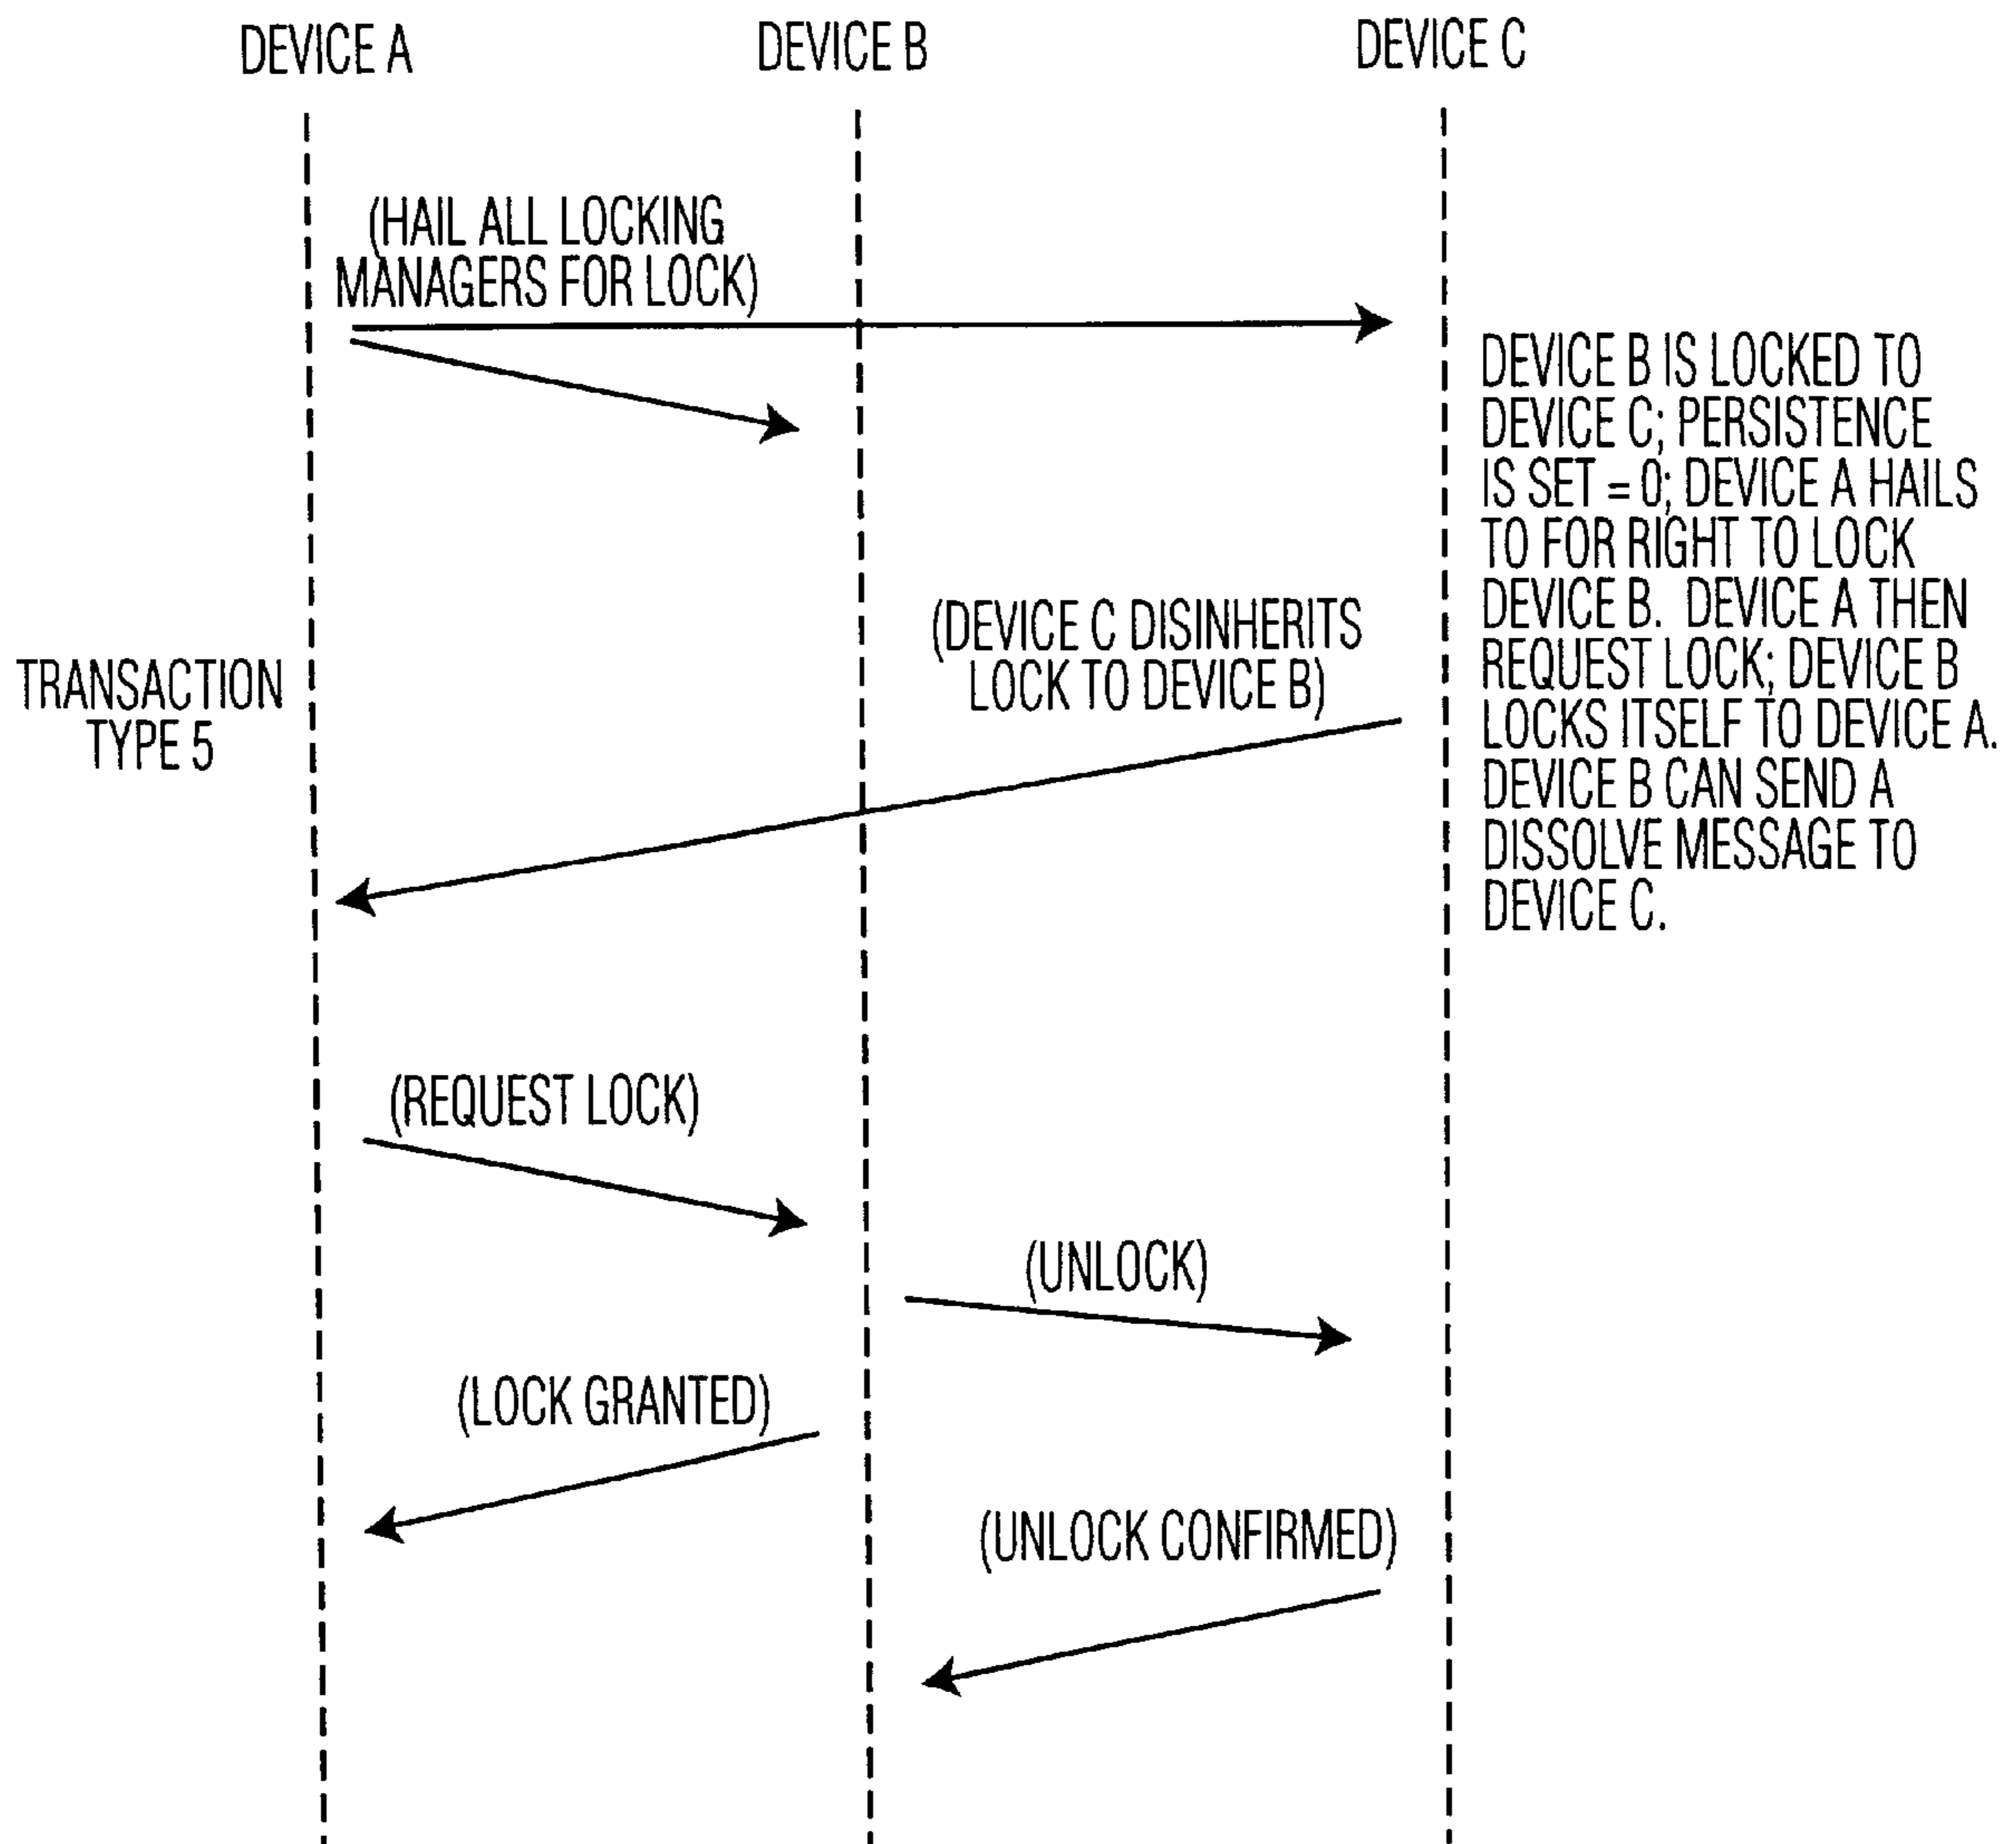 DEVICE A
DEVICE B
DEVICE C
(HAIL ALL LOCKING
MANAGERS FOR LOCK)
DEVICE B IS LOCKED TO
DEVICE C; PERSISTENCE
IS SET = 0; DEVICE A HAILS
TO FOR RIGHT TO LOCK
DEVICE B. DEVICE A THEN
REQUEST LOCK; DEVICE B
LOCKS ITSELF TO DEVICE A.
DEVICE B CAN SEND A
DISSOLVE MESSAGE TO
DEVICE C.
(DEVICE C DISINHERITS
LOCK TO DEVICE B)
TRANSACTION
TYPE 5
(REQUEST LOCK)
(UNLOCK)
(LOCK GRANTED)
(UNLOCK CONFIRMED)